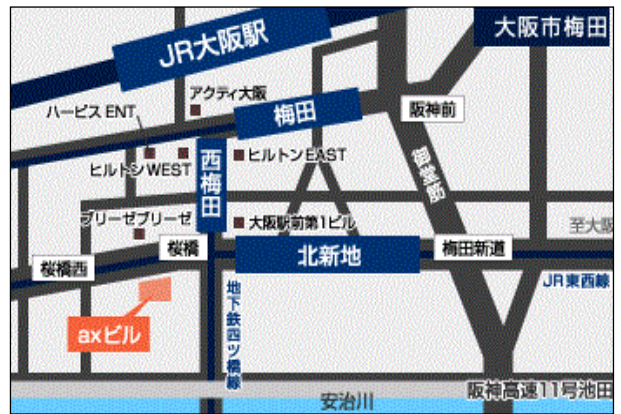 JR大阪駅
大阪市梅田
アクティ大阪
ハービス ENT
梅田
阪神前
ヒルトンWEST
西梅田
ヒルトンEAST
御堂筋
ブリーゼブリーゼ
大阪駅前第1ビル
至大阪
桜橋
北新地
梅田新道
桜橋西
JR東西線
地下鉄四ツ橋線
axビル
阪神高速11号池田
安治川